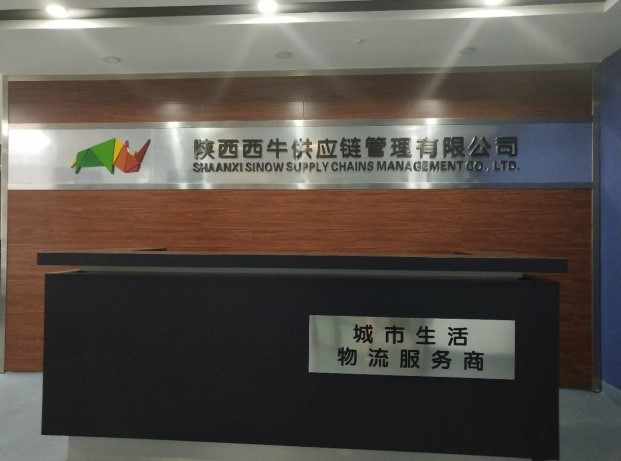 陕西西牛供应链管理有限公司
SHAANXI SINOW SUPPLY CHAINS MANAGEMENT CO., LTD.
城市生活
物流服务商